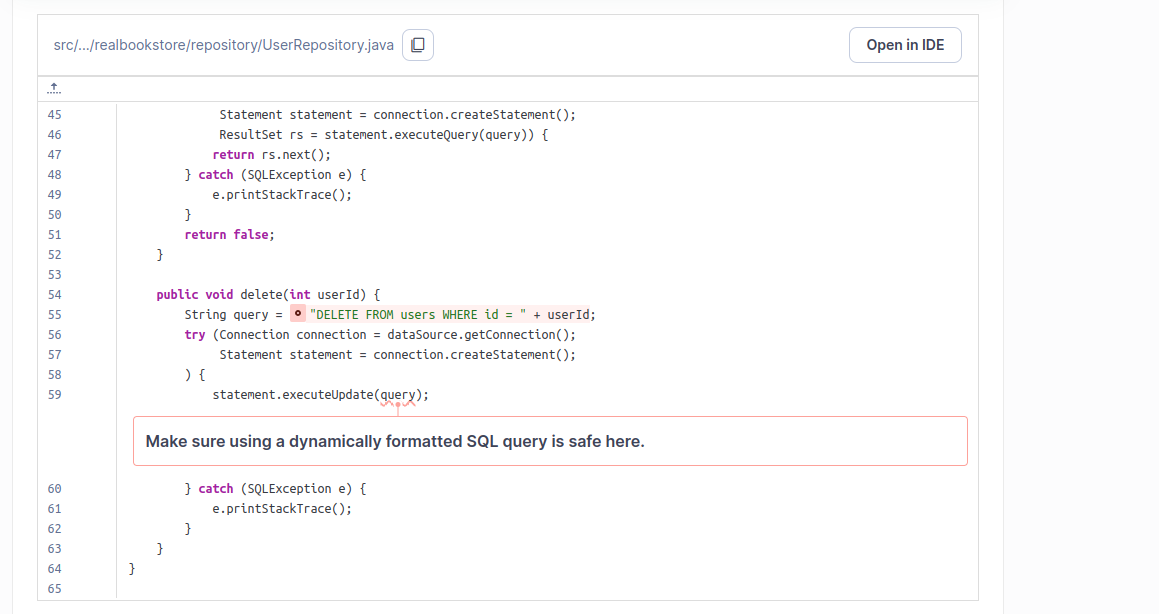 src/.../realbookstore/repository/UserRepository.java
Open in IDE
45 Statement statement = connection.createStatement();
46 ResultSet rs = statement.executeQuery(query)) {
47 return rs.next();
48 } catch (SQLException e) {
49 e.printStackTrace();
50 }
51 return false;
52 }
53
54 public void delete(int userId) {
55 String query = "DELETE FROM users WHERE id = " + userId;
56 try (Connection connection = dataSource.getConnection();
57 Statement statement = connection.createStatement();
58 ) {
59 statement.executeUpdate(query);
Make sure using a dynamically formatted SQL query is safe here.
60 } catch (SQLException e) {
61 e.printStackTrace();
62 }
63 }
64 }
65